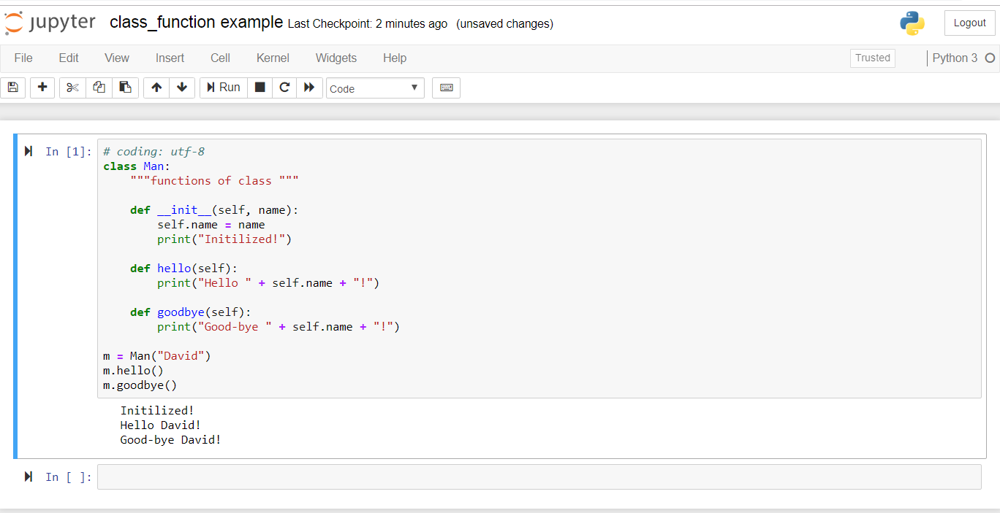 jupyter class_function example Last Checkpoint: 2 minutes ago (unsaved changes) Logout
File Edit View Insert Cell Kernel Widgets Help Trusted Python 3
Run Code
In [1]: # coding: utf-8
class Man:
    """functions of class """
    def __init__(self, name):
        self.name = name
        print("Initilized!")
    def hello(self):
        print("Hello " + self.name + "!")
    def goodbye(self):
        print("Good-bye " + self.name + "!")
m = Man("David")
m.hello()
m.goodbye()
Initilized!
Hello David!
Good-bye David!
In [ ]: